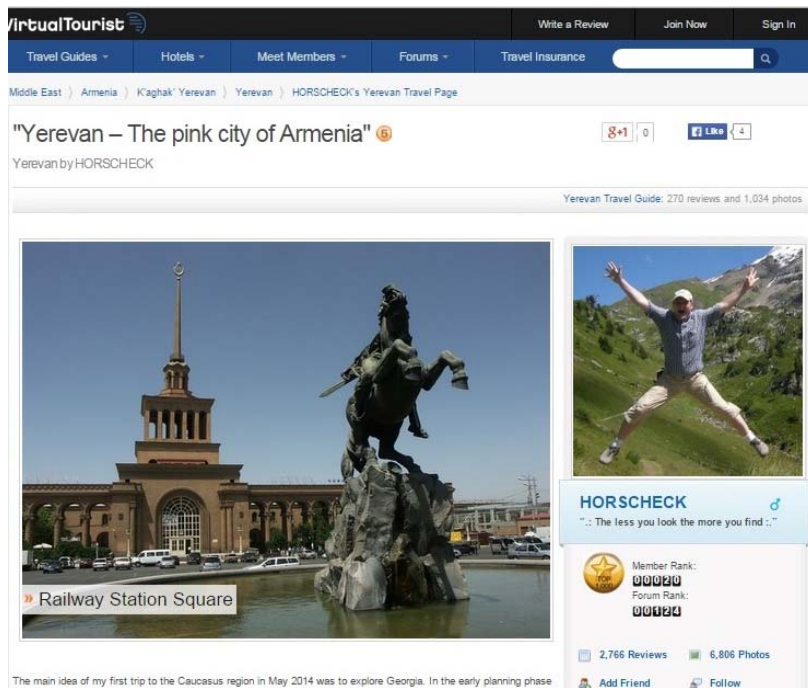 VirtualTourist
Write a Review Join Now Sign In
Travel Guides Hotels Meet Members Forums Travel Insurance
Middle East Armenia K'aghak' Yerevan Yerevan HORSCHECK's Yerevan Travel Page
"Yerevan – The pink city of Armenia" 5
g+1 0 Like 4
Yerevan by HORSCHECK
Yerevan Travel Guide: 270 reviews and 1,034 photos
» Railway Station Square
HORSCHECK
".: The less you look the more you find :."
TOP 1,000
Member Rank:
00020
Forum Rank:
00124
2,766 Reviews 6,806 Photos
Add Friend Follow
The main idea of my first trip to the Caucasus region in May 2014 was to explore Georgia. In the early planning phase